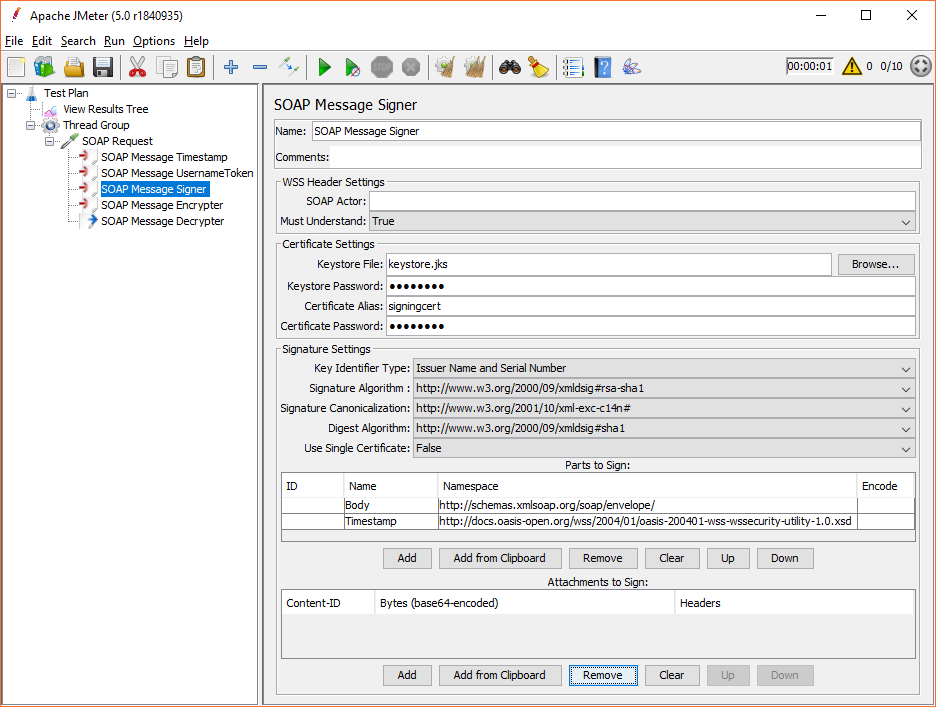 Apache JMeter (5.0 r1840935)
File Edit Search Run Options Help
STOP
00:00:01 0 0/10
Test Plan
View Results Tree
Thread Group
SOAP Request
SOAP Message Timestamp
SOAP Message UsernameToken
SOAP Message Signer
SOAP Message Encrypter
SOAP Message Decrypter
SOAP Message Signer
Name: SOAP Message Signer
Comments:
WSS Header Settings
SOAP Actor:
Must Understand: True
Certificate Settings
Keystore File: keystore.jks Browse...
Keystore Password: ●●●●●●●●
Certificate Alias: signingcert
Certificate Password: ●●●●●●●●
Signature Settings
Key Identifier Type: Issuer Name and Serial Number
Signature Algorithm : http://www.w3.org/2000/09/xmldsig#rsa-sha1
Signature Canonicalization: http://www.w3.org/2001/10/xml-exc-c14n#
Digest Algorithm: http://www.w3.org/2000/09/xmldsig#sha1
Use Single Certificate: False
Parts to Sign:
ID Name Namespace Encode
Body http://schemas.xmlsoap.org/soap/envelope/
Timestamp http://docs.oasis-open.org/wss/2004/01/oasis-200401-wss-wssecurity-utility-1.0.xsd
Add Add from Clipboard Remove Clear Up Down
Attachments to Sign:
Content-ID Bytes (base64-encoded) Headers
Add Add from Clipboard Remove Clear Up Down